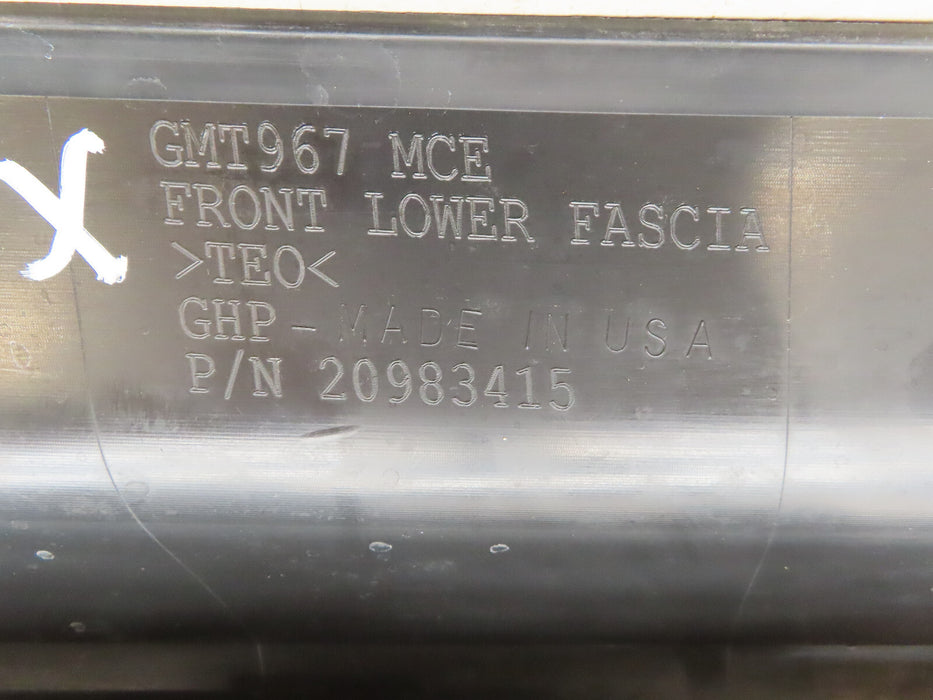 GMT967 MCE
FRONT LOWER FASCIA
>TEO<
GHP - MADE IN USA
P/N 20983415
X